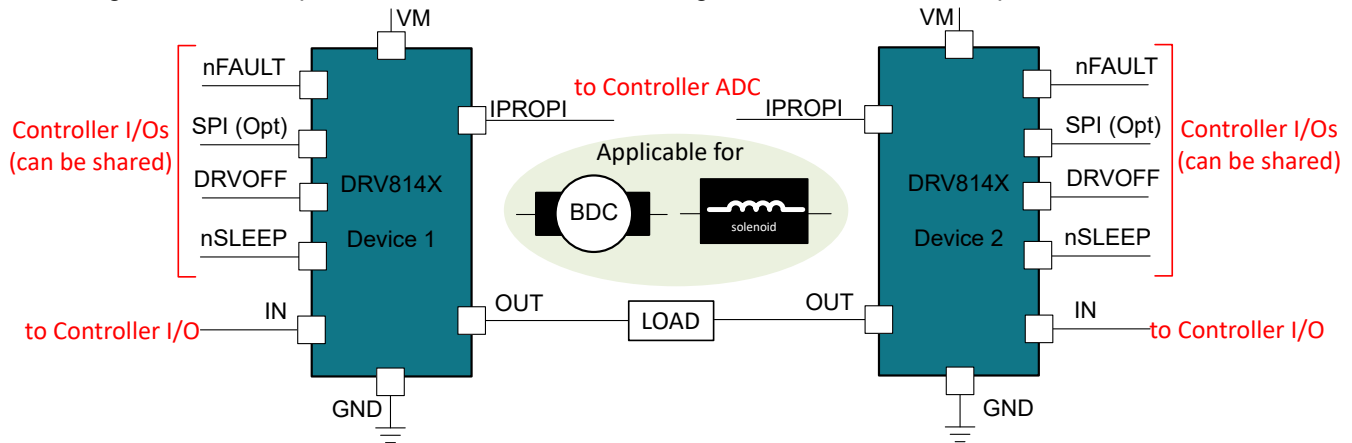 VM
VM
nFAULT
SPI (Opt)
DRVOFF
nSLEEP
IN
Controller I/Os
(can be shared)
to Controller I/O
DRV814X
Device 1
IPROPI
OUT
GND
to Controller ADC
Applicable for
BDC
solenoid
LOAD
IPROPI
OUT
DRV814X
Device 2
nFAULT
SPI (Opt)
DRVOFF
nSLEEP
IN
Controller I/Os
(can be shared)
to Controller I/O
GND